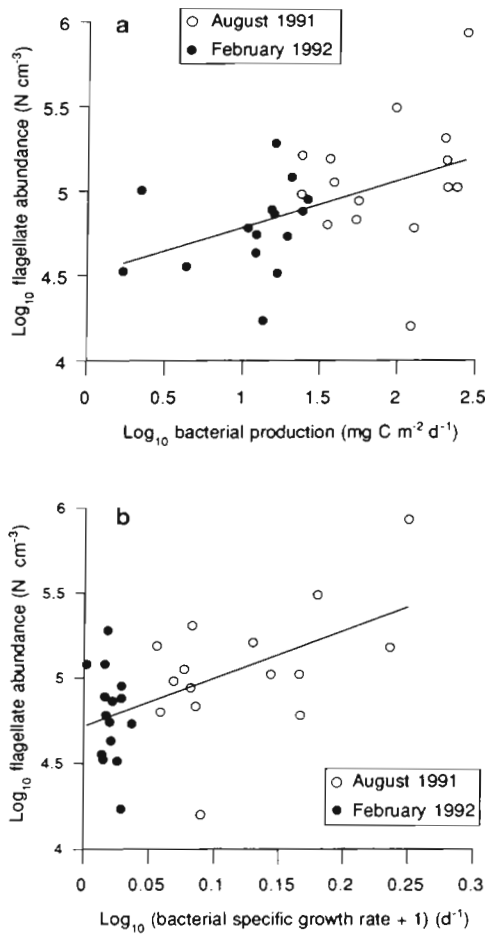 a
August 1991
February 1992
6
5.5
5
4.5
4
Log₁₀ flagellate abundance (N cm⁻³)
0 1 1.5 2 2.5
Log₁₀ bacterial production (mg C m⁻² d⁻¹)
b
6
5.5
5
4.5
4
Log₁₀ flagellate abundance (N cm⁻³)
August 1991
February 1992
0 0.05 0.1 0.15 0.2 0.25 0.3
Log₁₀ (bacterial specific growth rate + 1) (d⁻¹)